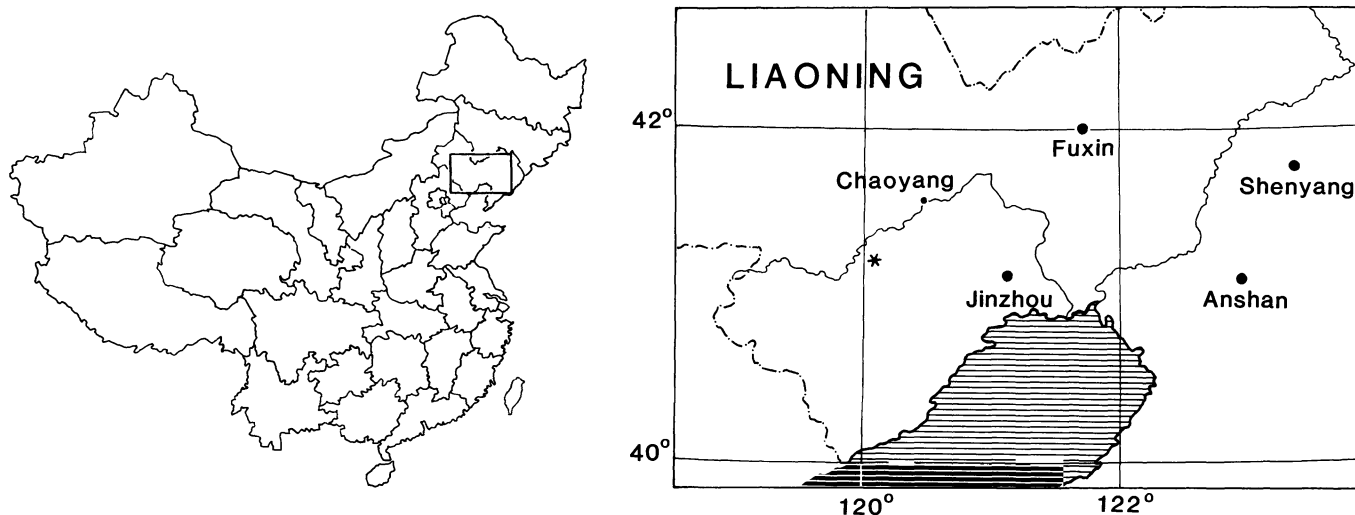 LIAONING
42°
Fuxin
Chaoyang
Shenyang
*
Jinzhou
Anshan
40°
120°
122°